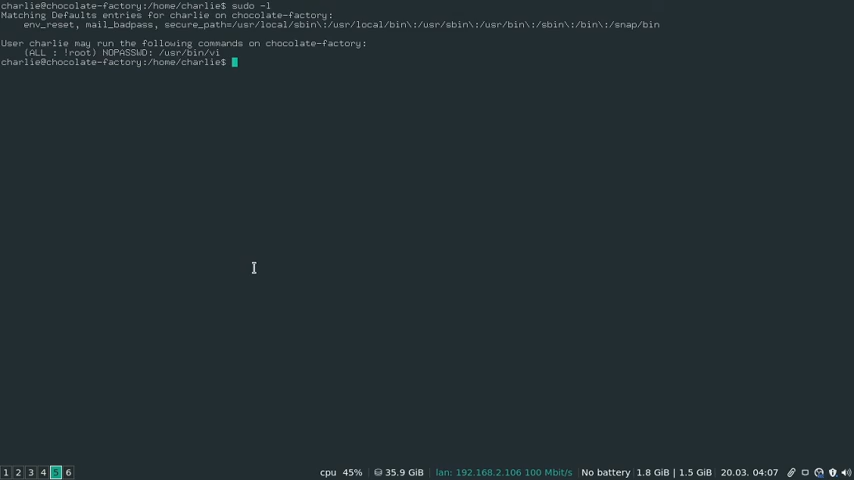 charlie@chocolate-factory:/home/charlie$ sudo -l
Matching Defaults entries for charlie on chocolate-factory:
env_reset, mail_badpass, secure_path=/usr/local/sbin\:/usr/local/bin\:/usr/sbin\:/usr/bin\:/sbin\:/bin\:/snap/bin
User charlie may run the following commands on chocolate-factory:
(ALL : !root) NOPASSWD: /usr/bin/vi
charlie@chocolate-factory:/home/charlie$
1 2 3 4 5 6 cpu 45% 35.9 GiB lan: 192.168.2.106 100 Mbit/s No battery 1.8 GiB | 1.5 GiB 20.03. 04:07